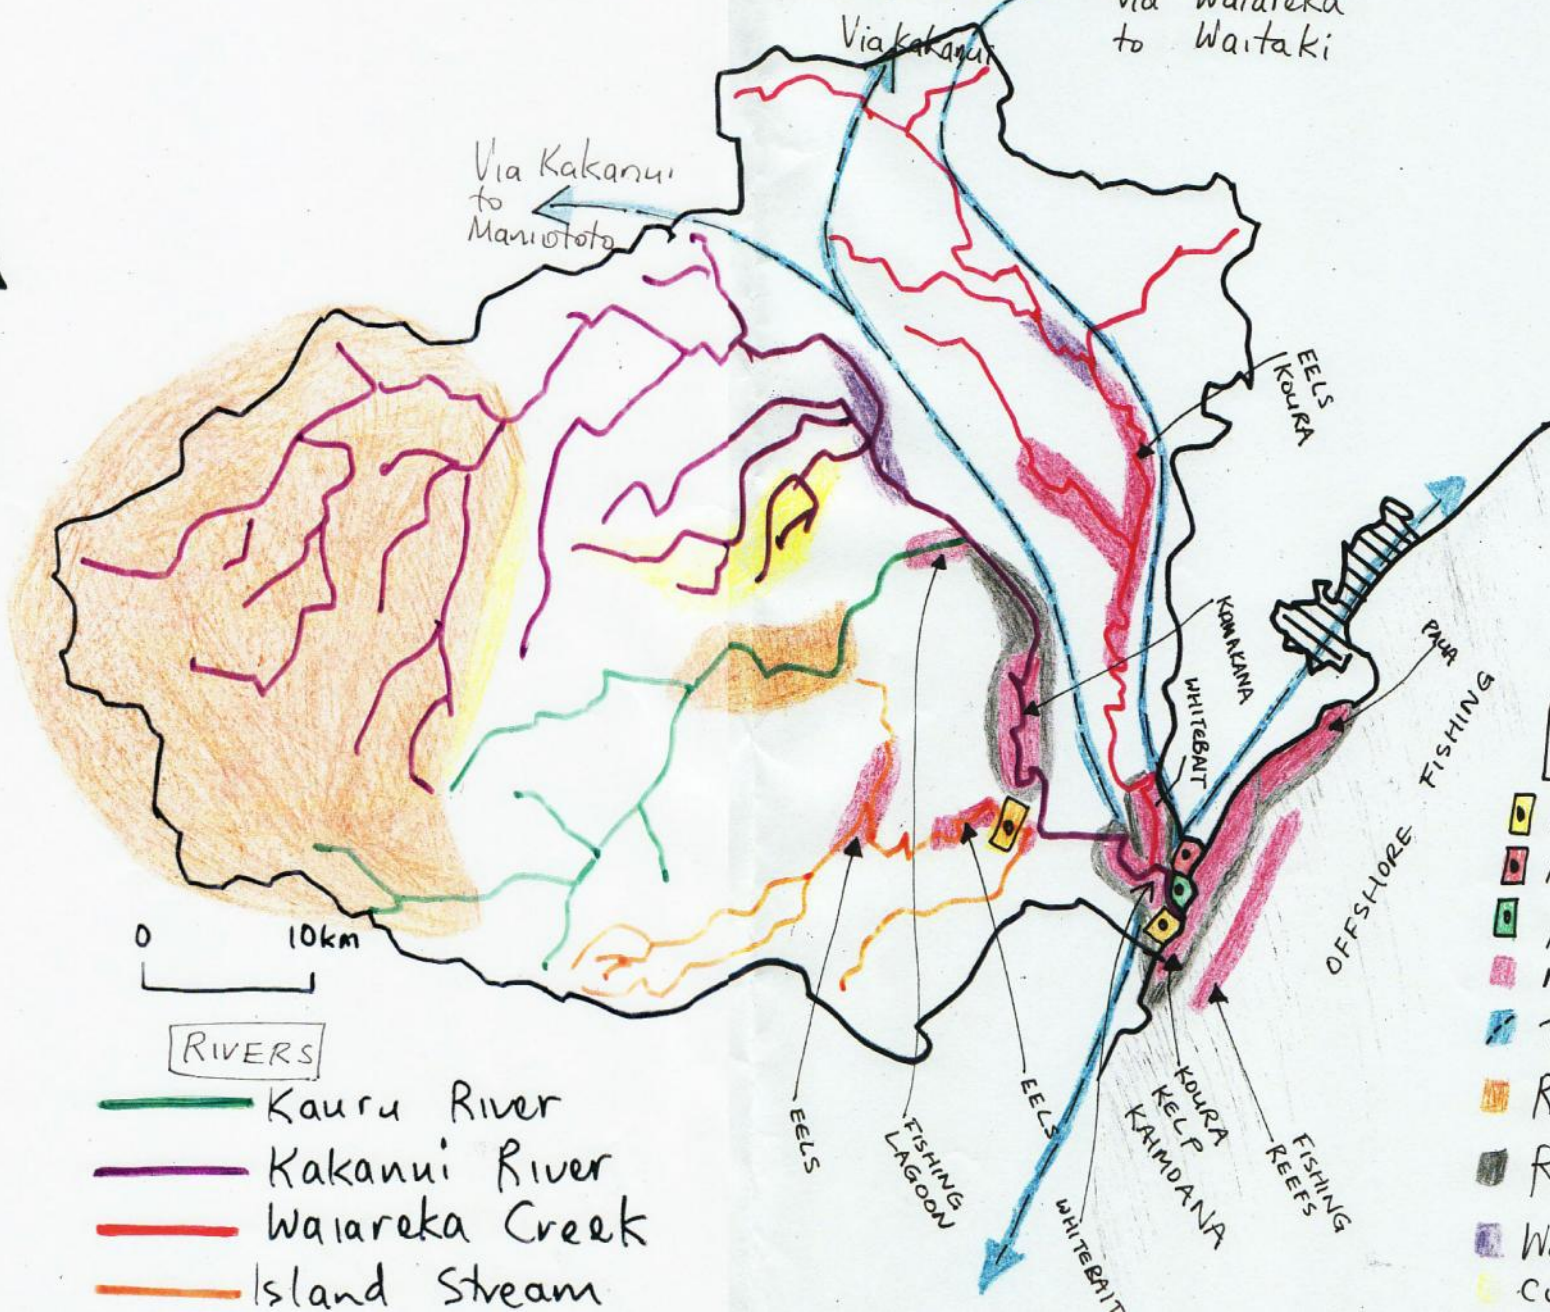 Via Waiareka
to Waitaki
Via Kakanui
Via Kakanui
to
Maniototo
EELS
KOURA
KANAKANA
PAUA
WHITEBAIT
OFFSHORE FISHING
0 10km
RIVERS
Kauru River
Kakanui River
Waiareka Creek
Island Stream
EELS
FISHING
LAGOON
EELS
WHITEBAIT
KOURA
KELP
KAIMOANA
FISHING
REEFS
R
R